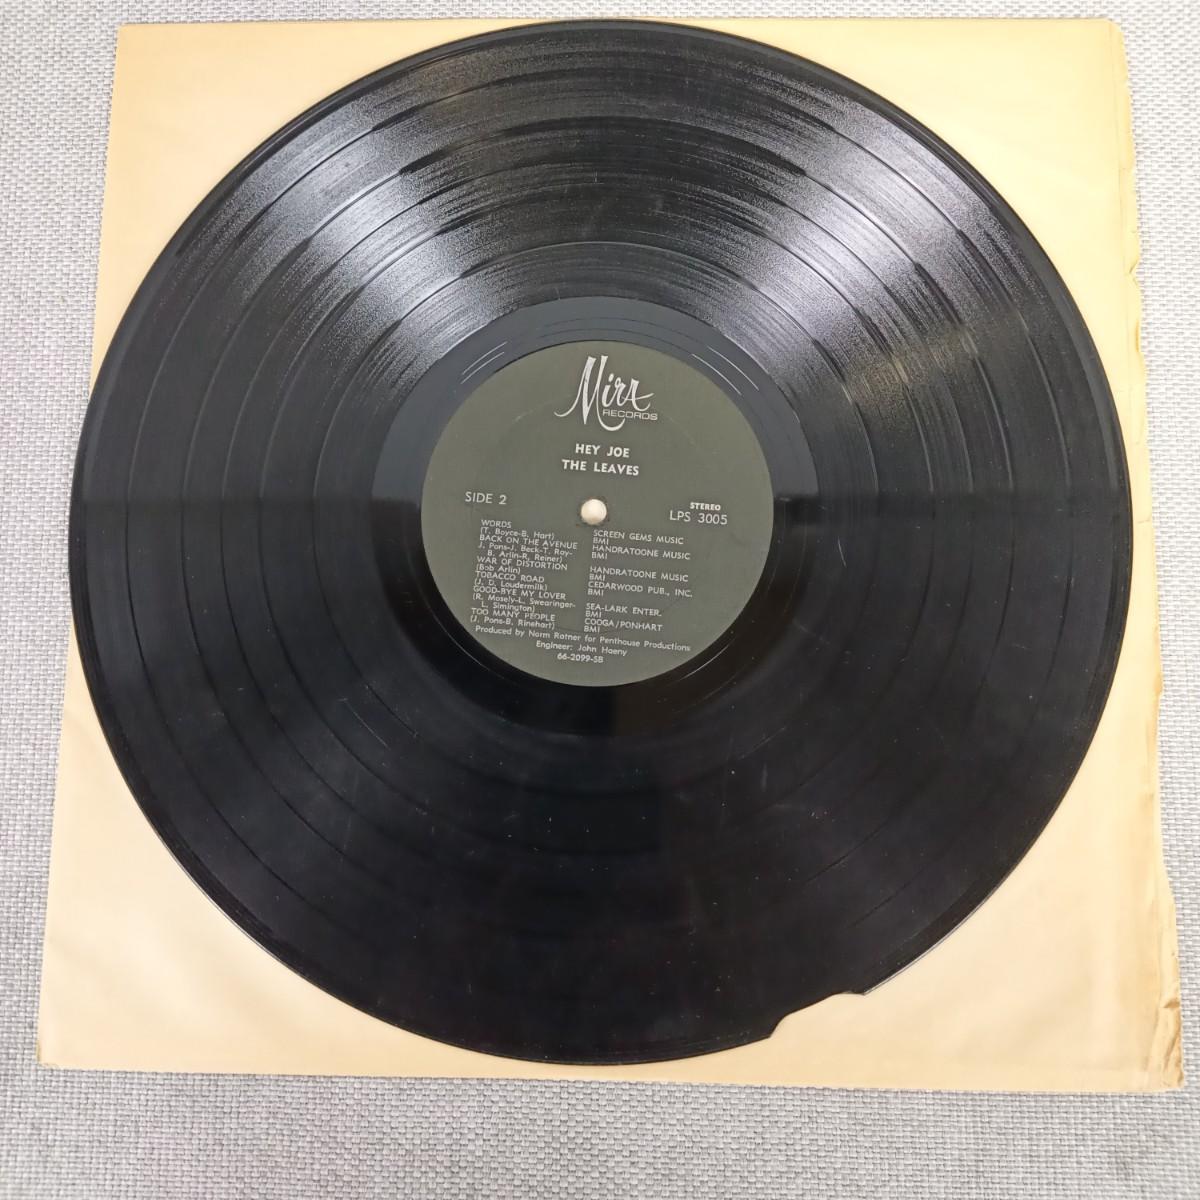 Mira
RECORDS
HEY JOE
THE LEAVES
SIDE 2
STEREO
LPS 3005
WORDS
(T. Boyce-B. Hart)
BACK ON THE AVENUE
J. Pons-J. Beck-T. Roy-
B. Arlin-R. Reiner)
WAR OF DISTORTION
(Bob Arlin)
TOBACCO ROAD
(J. D. Loudermilk)
GOOD-BYE MY LOVER
(R. Mosely-L. Swearinger-
L. Simington)
TOO MANY PEOPLE
(J. Pons-B. Rinehart)
SCREEN GEMS MUSIC
BMI
HANDRATOONE MUSIC
BMI
HANDRATOONE MUSIC
BMI
CEDARWOOD PUB., INC.
BMI
SEA-LARK ENTER.
BMI
COOGA/PONHART
BMI
Produced by Norm Ratner for Penthouse Productions
Engineer: John Haeny
66-2099-SB